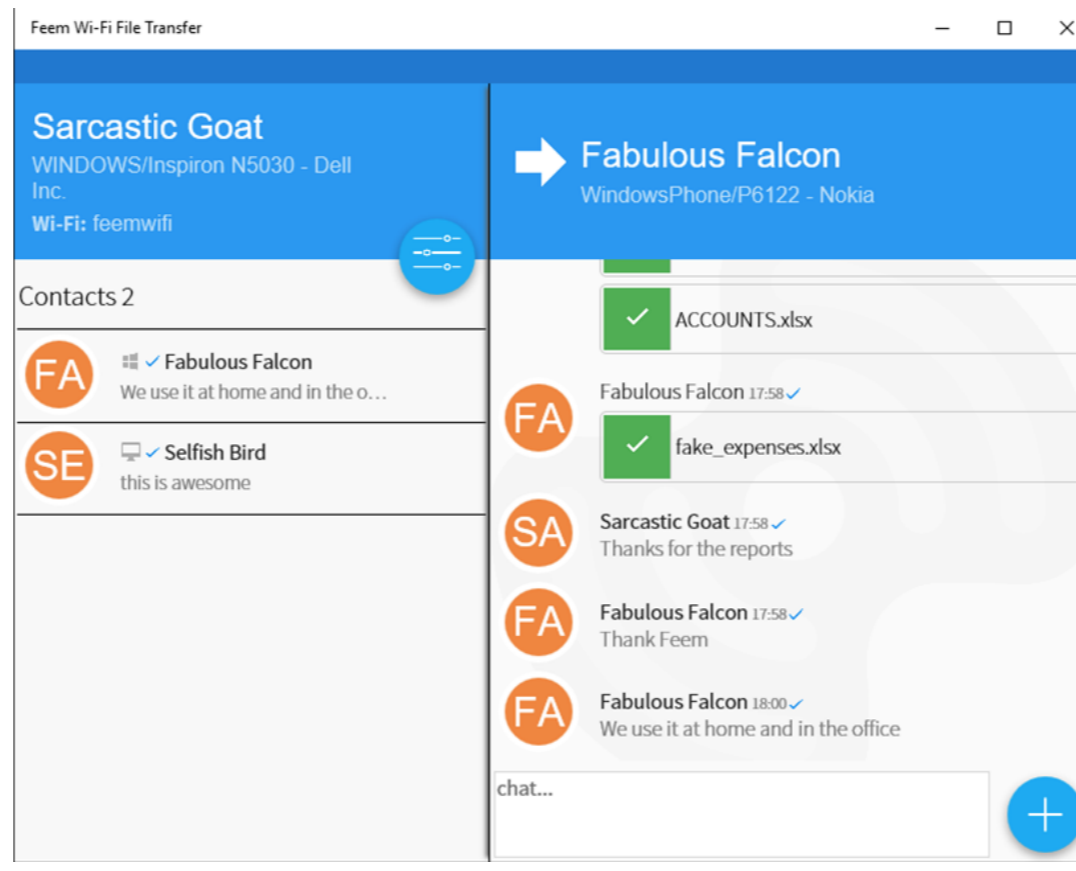 Feem Wi-Fi File Transfer
Sarcastic Goat
WINDOWS/Inspiron N5030 - Dell
Inc.
Wi-Fi: feemwifi
Contacts 2
FA
Fabulous Falcon
We use it at home and in the o...
SE
Selfish Bird
this is awesome
Fabulous Falcon
WindowsPhone/P6122 - Nokia
ACCOUNTS.xlsx
FA
Fabulous Falcon 17:58
fake_expenses.xlsx
SA
Sarcastic Goat 17:58
Thanks for the reports
FA
Fabulous Falcon 17:58
Thank Feem
FA
Fabulous Falcon 18:00
We use it at home and in the office
chat...